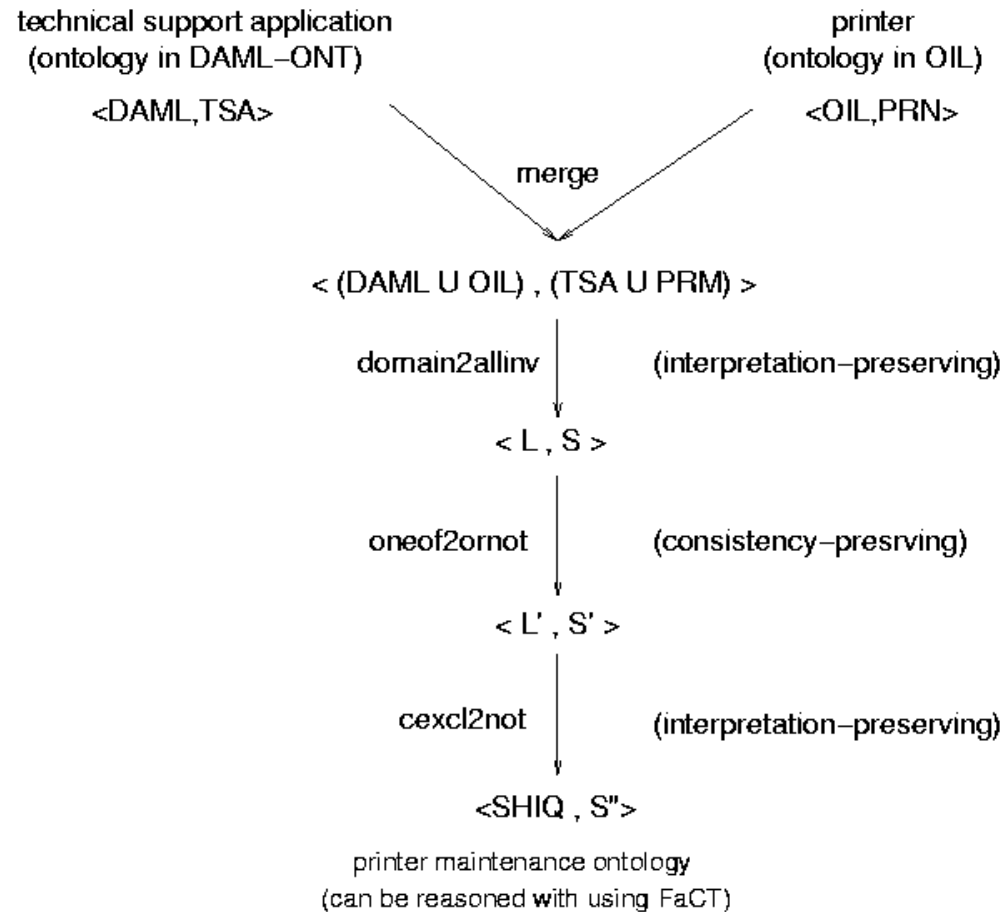 technical support application
(ontology in DAML-ONT)
<DAML,TSA>
printer
(ontology in OIL)
<OIL,PRN>
merge
< (DAML U OIL) , (TSA U PRM) >
domain2allinv
(interpretation-preserving)
< L , S >
oneof2ornot
(consistency-presrving)
< L' , S' >
cexcl2not
(interpretation-preserving)
<SHIQ , S">
printer maintenance ontology
(can be reasoned with using FaCT)